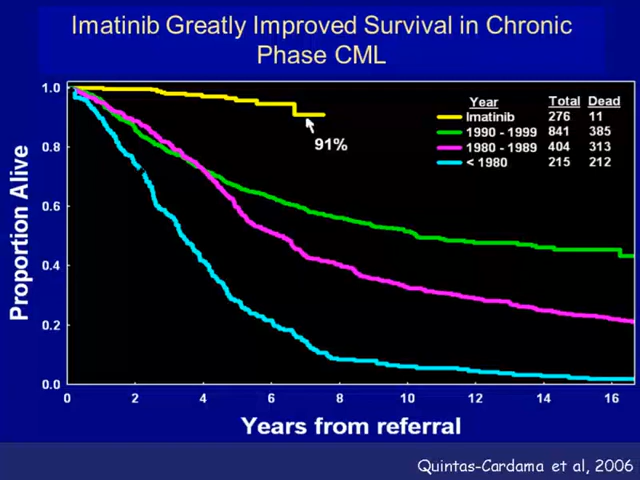 Imatinib Greatly Improved Survival in Chronic
Phase CML
Year Total Dead
Imatinib 276 11
1990 - 1999 841 385
1980 - 1989 404 313
< 1980 215 212
91%
Proportion Alive
1.0
0.8
0.6
0.4
0.2
0.0
0 2 4 6 8 10 12 14 16
Years from referral
Quintas-Cardama et al, 2006